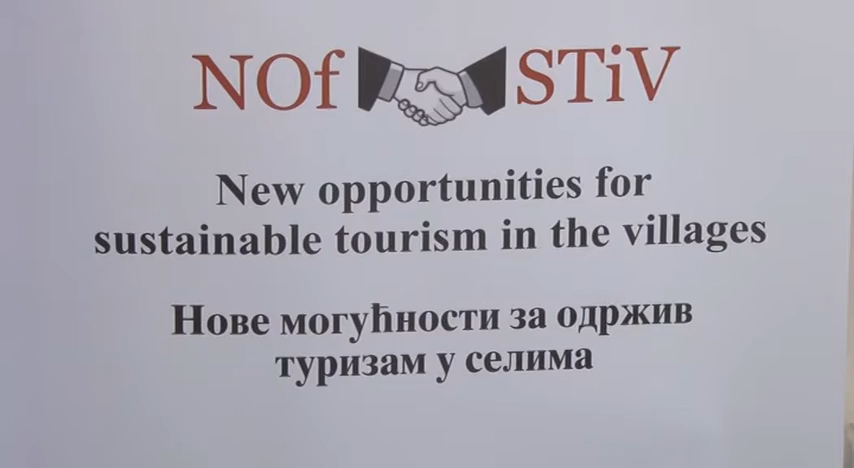 NOf STiV
New opportunities for
sustainable tourism in the villages
Нове могућности за одржив
туризам у селима